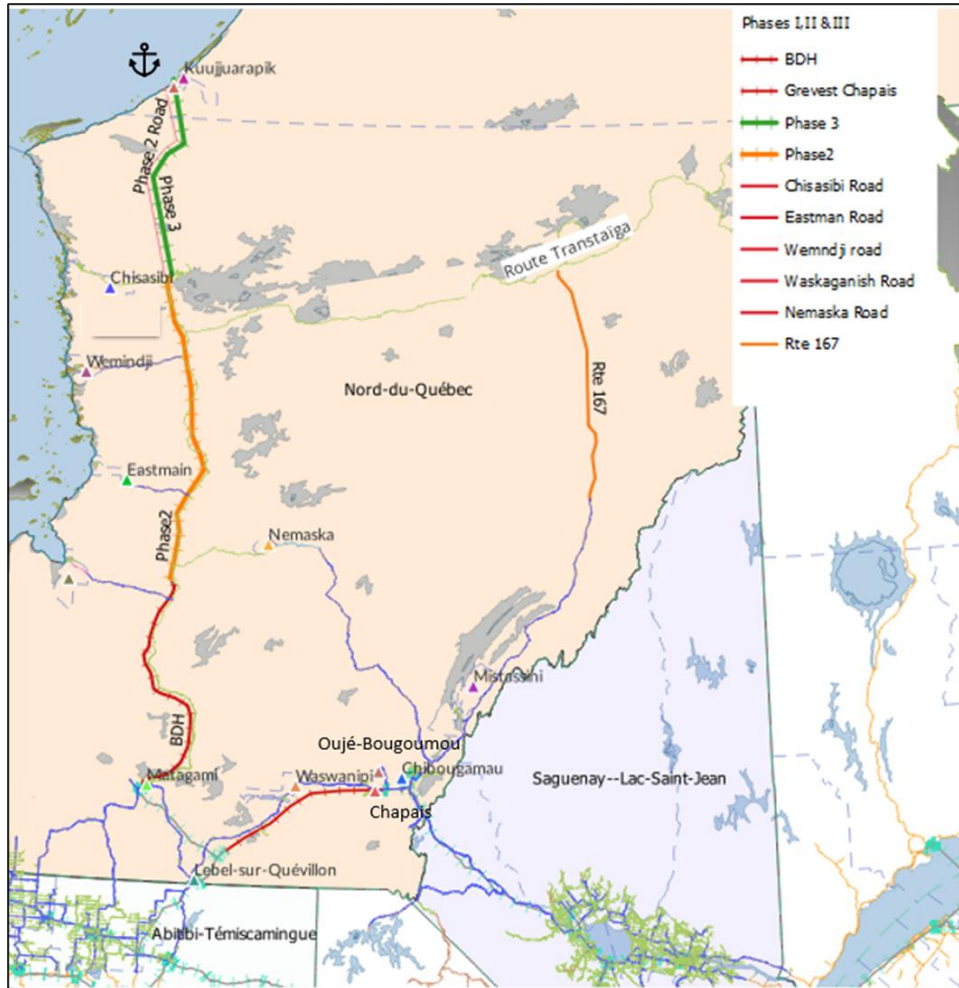 Phases I,II & III
BDH
Grevest Chapais
Phase 3
Phase2
Chisasibi Road
Eastman Road
Wemndji road
Waskaganish Road
Nemaska Road
Rte 167
Kuujjuarapik
Phase 2 Road
Phase 3
Route Transtaïga
Chisasibi
Wemindji
Nord-du-Québec
Rte 167
Eastmain
Phase2
Nemaska
Mistassini
BDH
Oujé-Bougoumou
Matagami
Waswanipi
Chibougamau
Saguenay--Lac-Saint-Jean
Chapais
Lebel-sur-Quévillon
Abitibi-Témiscamingue